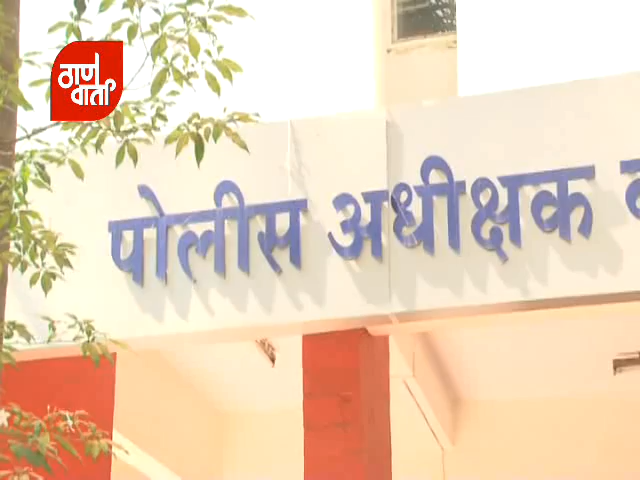 ठाणे
वार्ता
पोलीस अधीक्षक